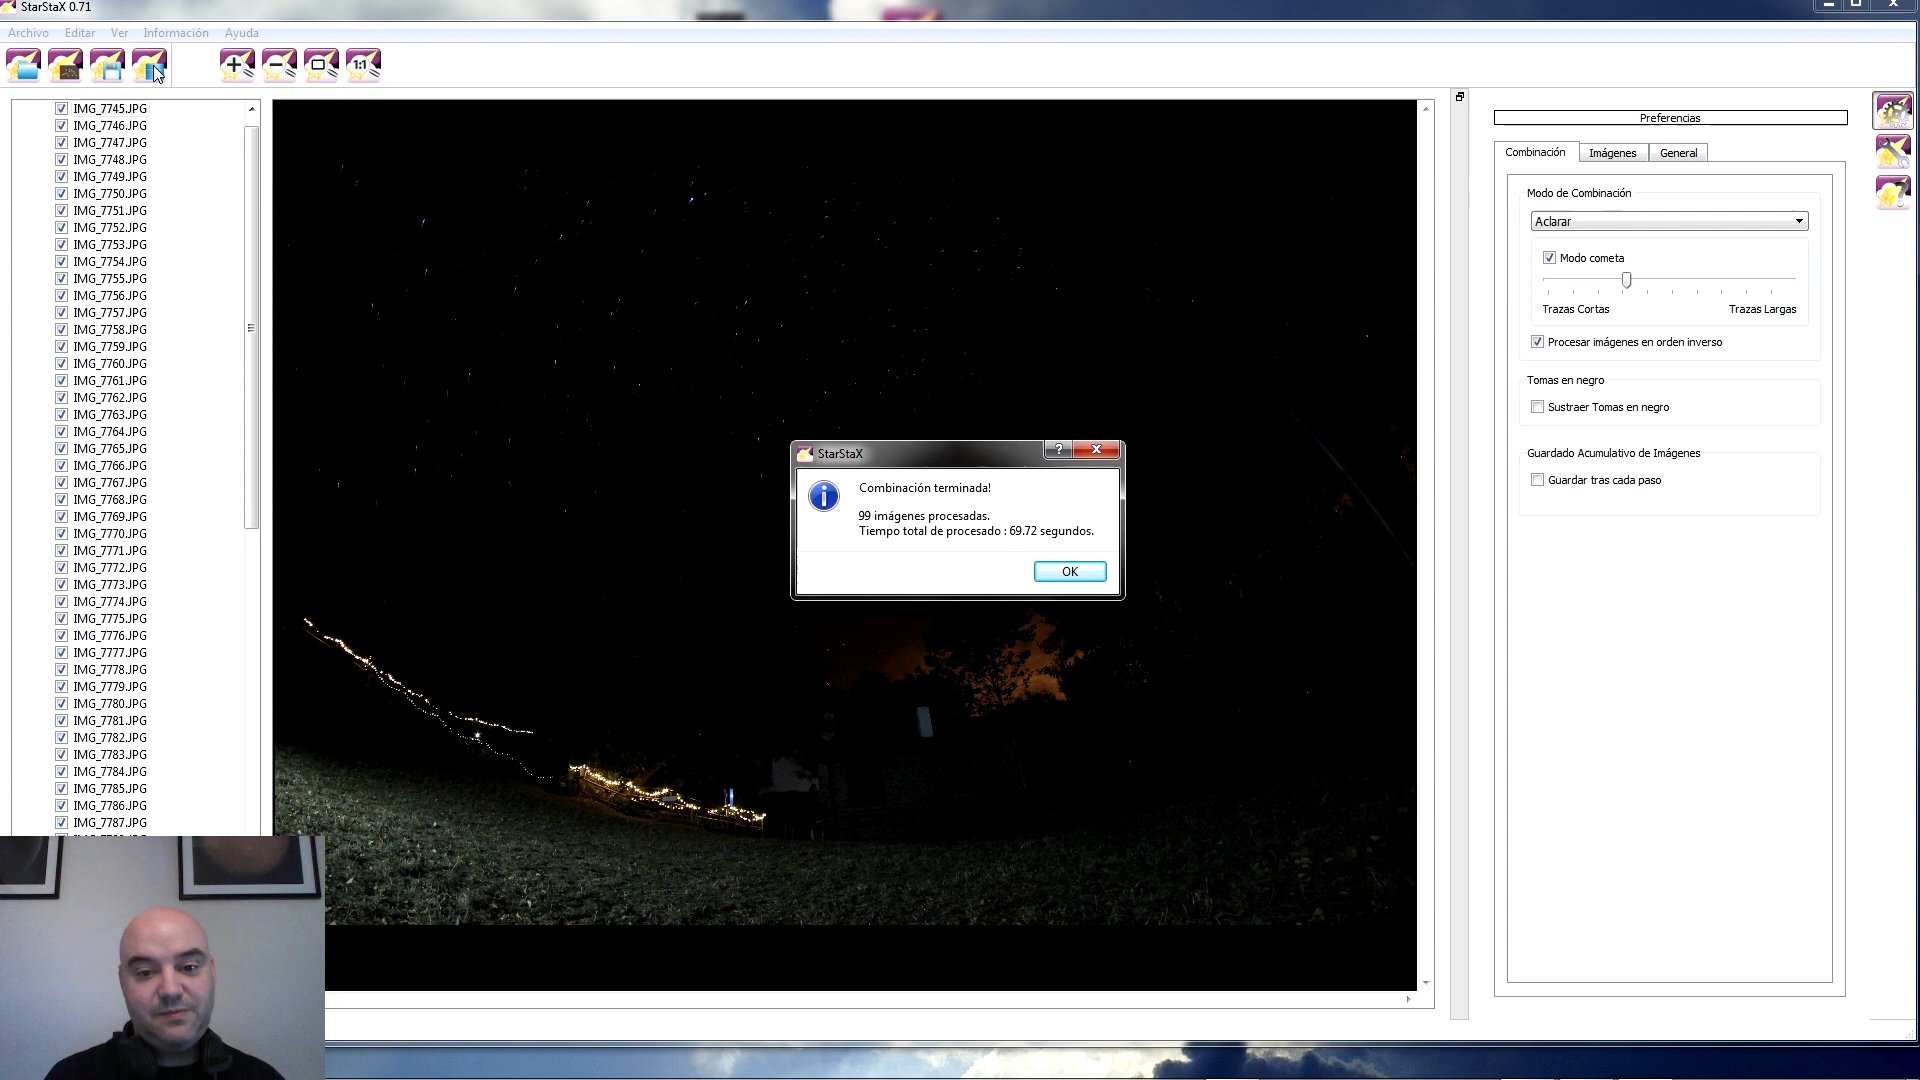 StarStaX 0.71
Archivo Editar Ver Información Ayuda
1:1
IMG_7745.JPG
IMG_7746.JPG
IMG_7747.JPG
IMG_7748.JPG
IMG_7749.JPG
IMG_7750.JPG
IMG_7751.JPG
IMG_7752.JPG
IMG_7753.JPG
IMG_7754.JPG
IMG_7755.JPG
IMG_7756.JPG
IMG_7757.JPG
IMG_7758.JPG
IMG_7759.JPG
IMG_7760.JPG
IMG_7761.JPG
IMG_7762.JPG
IMG_7763.JPG
IMG_7764.JPG
IMG_7765.JPG
IMG_7766.JPG
IMG_7767.JPG
IMG_7768.JPG
IMG_7769.JPG
IMG_7770.JPG
IMG_7771.JPG
IMG_7772.JPG
IMG_7773.JPG
IMG_7774.JPG
IMG_7775.JPG
IMG_7776.JPG
IMG_7777.JPG
IMG_7778.JPG
IMG_7779.JPG
IMG_7780.JPG
IMG_7781.JPG
IMG_7782.JPG
IMG_7783.JPG
IMG_7784.JPG
IMG_7785.JPG
IMG_7786.JPG
IMG_7787.JPG
StarStaX
Combinación terminada!
99 imágenes procesadas.
Tiempo total de procesado : 69.72 segundos.
OK
Preferencias
Combinación Imágenes General
Modo de Combinación
Aclarar
Modo cometa
Trazas Cortas Trazas Largas
Procesar imágenes en orden inverso
Tomas en negro
Sustraer Tomas en negro
Guardado Acumulativo de Imágenes
Guardar tras cada paso